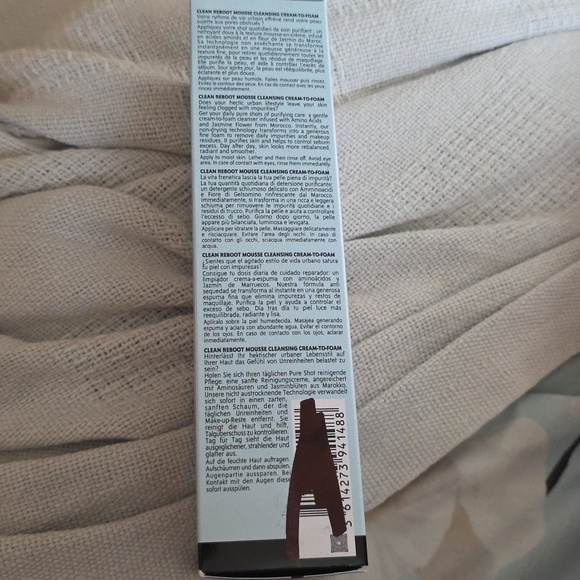 CLEAN REBOOT MOUSSE CLEANSING CREAM-TO-FOAM
Votre rythme de vie urbain effréné rend votre peau
sujette aux pores obstrués ?
Appliquez votre shot quotidien de soin purifiant : un
nettoyant doux à la texture mousse-en-crème, infusé
en acides aminés et en fleur de Jasmin du Maroc.
Sa technologie non asséchante se transforme
instantanément en une mousse généreuse à la
texture fine, pour retirer quotidiennement toutes les
impuretés de la peau et les résidus de maquillage.
Elle purifie la peau, et aide à contrôler l'excès de
sébum. Jour après jour, la peau est rééquilibrée, plus
éclatante et plus douce.
Appliquez sur peau humide. Faites mousser puis rincez.
Evitez le contour des yeux. En cas de contact avec les yeux,
rincez immédiatement
CLEAN REBOOT MOUSSE CLEANSING CREAM-TO-FOAM
Does your hectic urban lifestyle leave your skin
feeling clogged with impurities?
Get your daily pure shots of purifying care: a gentle
cream-to-foam cleanser infused with Amino Acids
and Jasmine Flower from Morocco. Instantly, our
non-drying technology transforms into a generous
fine foam to remove daily impurities and makeup
residues. It purifies skin and helps to control sebum
excess. Day after day, skin looks more rebalanced,
radiant and smoother.
Apply to moist skin. Lather and then rinse off. Avoid eye
area. In case of contact with eyes, rinse them immediately.
CLEAN REBOOT MOUSSE CLEANSING CREAM-TO-FOAM
La vita frenetica lascia la tua pelle piena di impurità?
La tua quantità quotidiana di detersione purificante:
un detergente schiumoso delicato con Amminoacidi
e Fiore di Gelsomino rinfrescante dal Marocco.
Immediatamente, si trasforma in una ricca e leggera
schiuma per rimuovere le impurità quotidiane e i
residui di trucco. Purifica la pelle e aiuta a controllare
l'eccesso di sebo. Giorno dopo giorno, la pelle
appare più bilanciata, luminosa e levigata.
Applicare per idratare la pelle. Massaggiare delicatamente
e risciacquare. Evitare l'area degli occhi. In caso di
contatto con gli occhi, sciacqua immediatamente con
acqua.
CLEAN REBOOT MOUSSE CLEANSING CREAM-TO-FOAM
¿Sientes que el agitado estilo de vida urbano satura
tu piel con impurezas?
Consigue tu dosis diaria de cuidado reparador: un
limpiador crema-a-espuma con aminoácidos y
Jazmín de Marruecos. Nuestra fórmula anti
sequedad se transforma al instante en una generosa
espuma fina que elimina impurezas y restos de
maquillaje. Purifica la piel y ayuda a controlar el
exceso de sebo. Día tras día tu piel luce más
reequilibrada, radiante y lisa.
Aplícalo sobre la piel humedecida. Masajea generando
espuma y aclara con abundante agua. Evitar el contorno
de los ojos. En caso de contacto con los ojos, aclarar
inmediatamente.
CLEAN REBOOT MOUSSE CLEANSING CREAM-TO-FOAM
Hinterlässt Ihr hektischer urbaner Lebensstil auf
Ihrer Haut das Gefühl von Unreinheiten belastet zu
sein?
Holen Sie sich Ihren täglichen Pure Shot reinigende
Pflege: eine sanfte Reinigungscreme, angereichert
mit Aminosäuren und Jasminblüten aus Marokko.
Unsere nicht austrocknende Technologie verwandelt
sich sofort in einen zarten,
sanften Schaum, der die
täglichen Unreinheiten und
Make-up-Reste entfernt. Sie
reinigt die Haut und hilft,
Talgüberschuss zu kontrollieren.
Tag für Tag sieht die Haut
ausgeglichener, strahlender und
glatter aus.
Auf die feuchte Haut auftragen.
Aufschäumen und dann abspülen.
Augenpartie aussparen. Bei
Kontakt mit den Augen diese
sofort ausspülen.
3 614273 941488